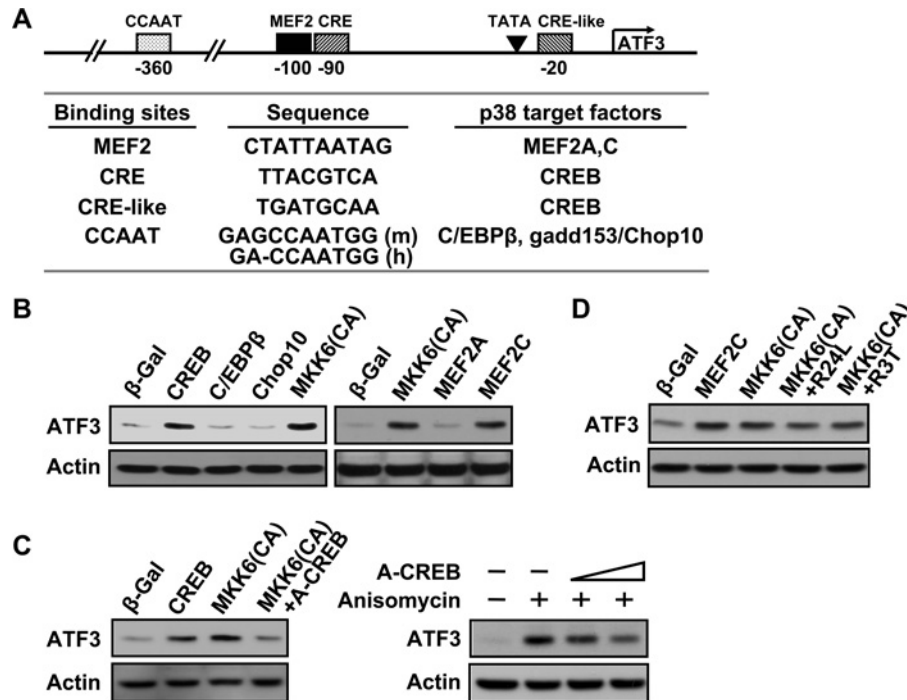 A
CCAAT
MEF2 CRE
TATA CRE-like
ATF3
-360
-100 -90
-20
Binding sites Sequence p38 target factors
MEF2 CTATTAATAG MEF2A,C
CRE TTACGTCA CREB
CRE-like TGATGCAA CREB
CCAAT GAGCCAATGG (m) C/EBPβ, gadd153/Chop10
GA-CCAATGG (h)
B
β-Gal CREB C/EBPβ Chop10 MKK6(CA) β-Gal MKK6(CA) MEF2A MEF2C
ATF3
Actin
D
β-Gal MEF2C MKK6(CA) MKK6(CA) +R24L MKK6(CA) +R3T
ATF3
Actin
C
β-Gal CREB MKK6(CA) MKK6(CA) +A-CREB
ATF3
Actin
A-CREB − −
Anisomycin − + + +
ATF3
Actin